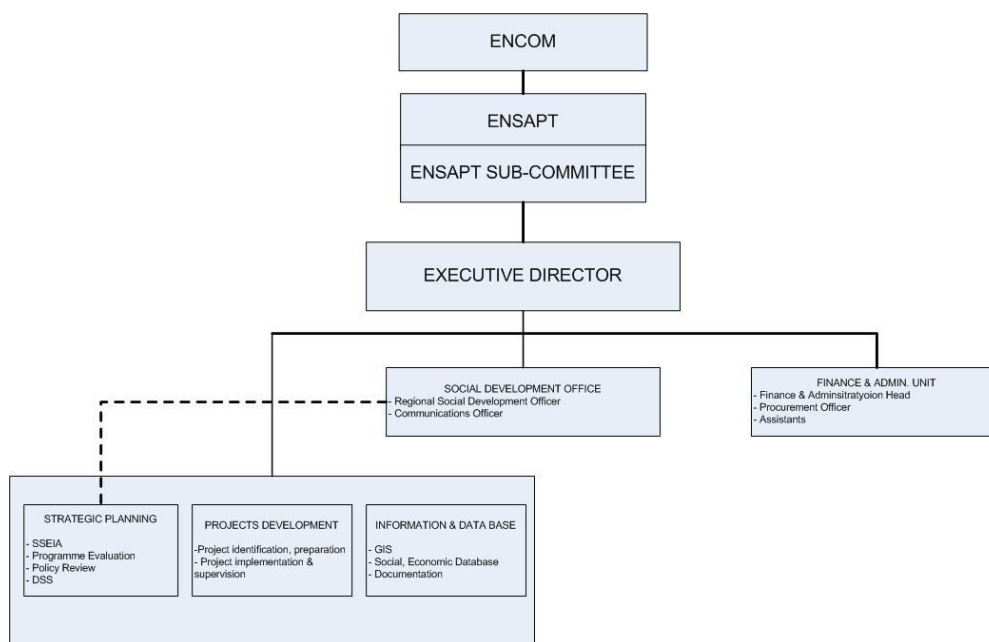 ENCOM
ENSAPT
ENSAPT SUB-COMMITTEE
EXECUTIVE DIRECTOR
SOCIAL DEVELOPMENT OFFICE
- Regional Social Development Officer
- Communications Officer
FINANCE & ADMIN. UNIT
- Finance & Adminsitratyoion Head
- Procurement Officer
- Assistants
STRATEGIC PLANNING
- SSEIA
- Programme Evaluation
- Policy Review
- DSS
PROJECTS DEVELOPMENT
-Project identification, preparation
- Project implementation &
supervision
INFORMATION & DATA BASE
- GIS
- Social, Economic Database
- Documentation